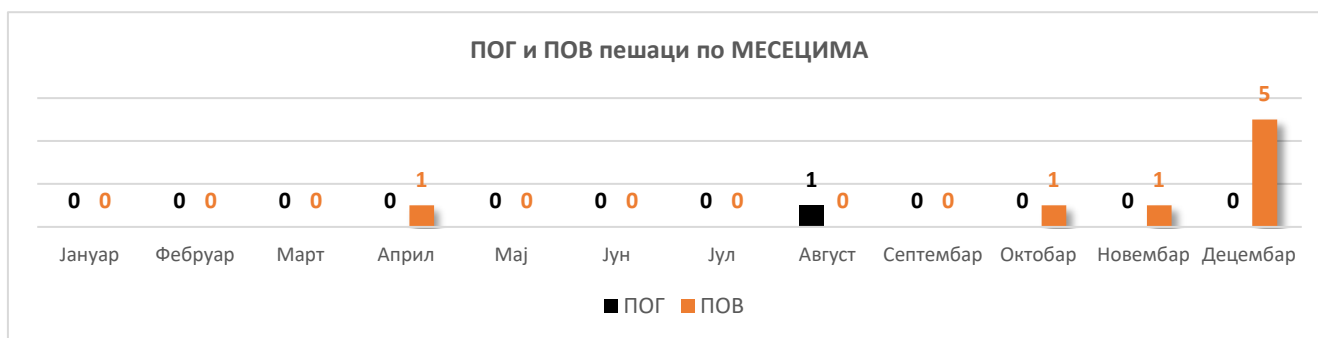 ПОГ и ПОВ пешаци по МЕСЕЦИМА
5
1 1 1 1
0 0 0 0 0 0 0 0 0 0 0 0 0 0 0 0 0 0 0
Јануар Фебруар Март Април Мај Јун Јул Август Септембар Октобар Новембар Децембар
ПОГ ПОВ